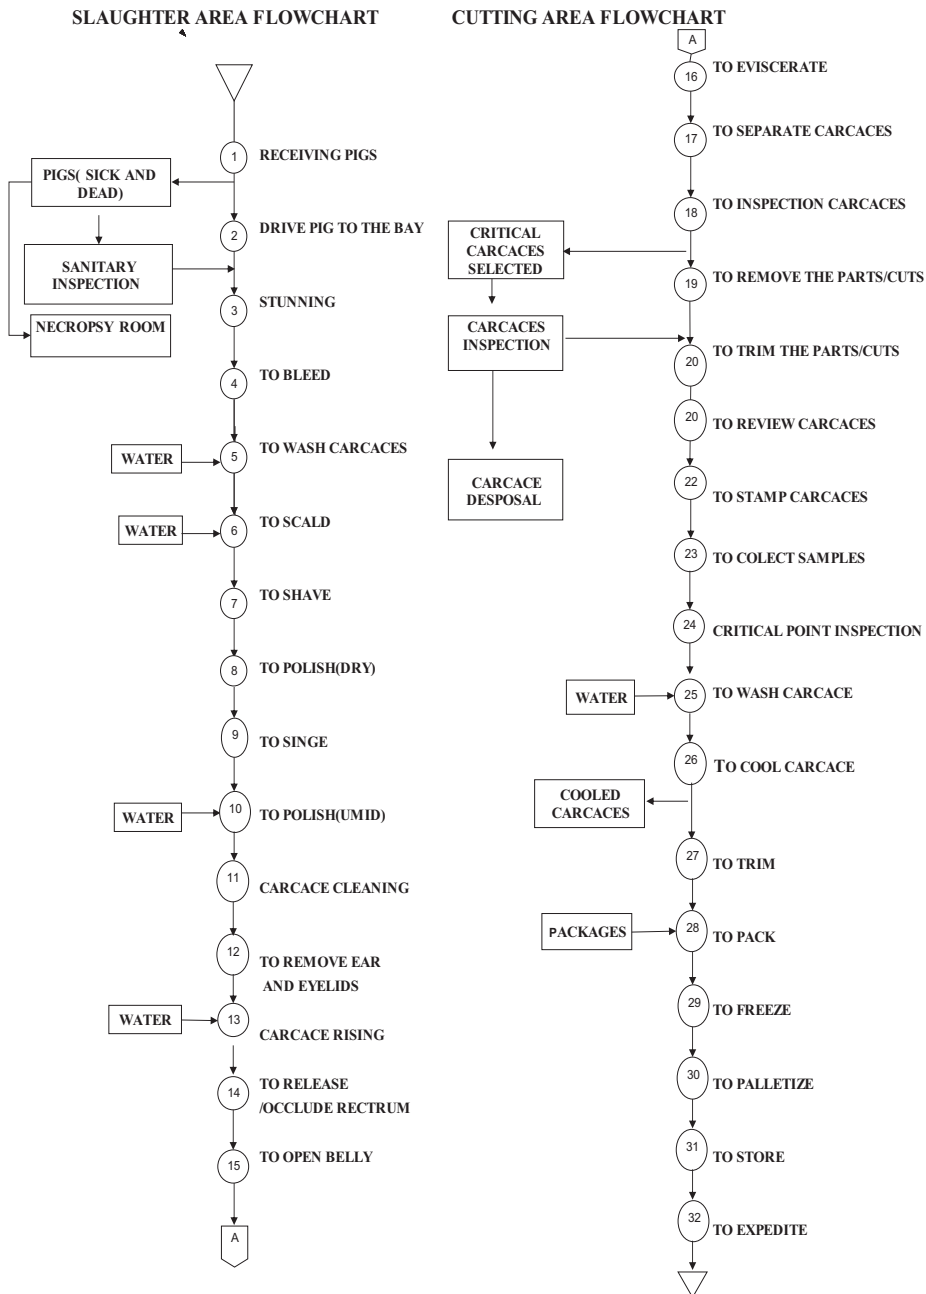 SLAUGHTER AREA FLOWCHART
1
RECEIVING PIGS
PIGS( SICK AND
DEAD)
2
DRIVE PIG TO THE BAY
SANITARY
INSPECTION
3
STUNNING
NECROPSY ROOM
4
TO BLEED
WATER
5
TO WASH CARCACES
WATER
6
TO SCALD
7
TO SHAVE
8
TO POLISH(DRY)
9
TO SINGE
WATER
10
TO POLISH(UMID)
11
CARCACE CLEANING
12
TO REMOVE EAR
AND EYELIDS
WATER
13
CARCACE RISING
14
TO RELEASE
/OCCLUDE RECTRUM
15
TO OPEN BELLY
A
CUTTING AREA FLOWCHART
A
16
TO EVISCERATE
17
TO SEPARATE CARCACES
18
TO INSPECTION CARCACES
CRITICAL
CARCACES
SELECTED
19
TO REMOVE THE PARTS/CUTS
CARCACES
INSPECTION
20
TO TRIM THE PARTS/CUTS
20
TO REVIEW CARCACES
CARCACE
DESPOSAL
22
TO STAMP CARCACES
23
TO COLECT SAMPLES
24
CRITICAL POINT INSPECTION
WATER
25
TO WASH CARCACE
26
TO COOL CARCACE
COOLED
CARCACES
27
TO TRIM
PACKAGES
28
TO PACK
29
TO FREEZE
30
TO PALLETIZE
31
TO STORE
32
TO EXPEDITE